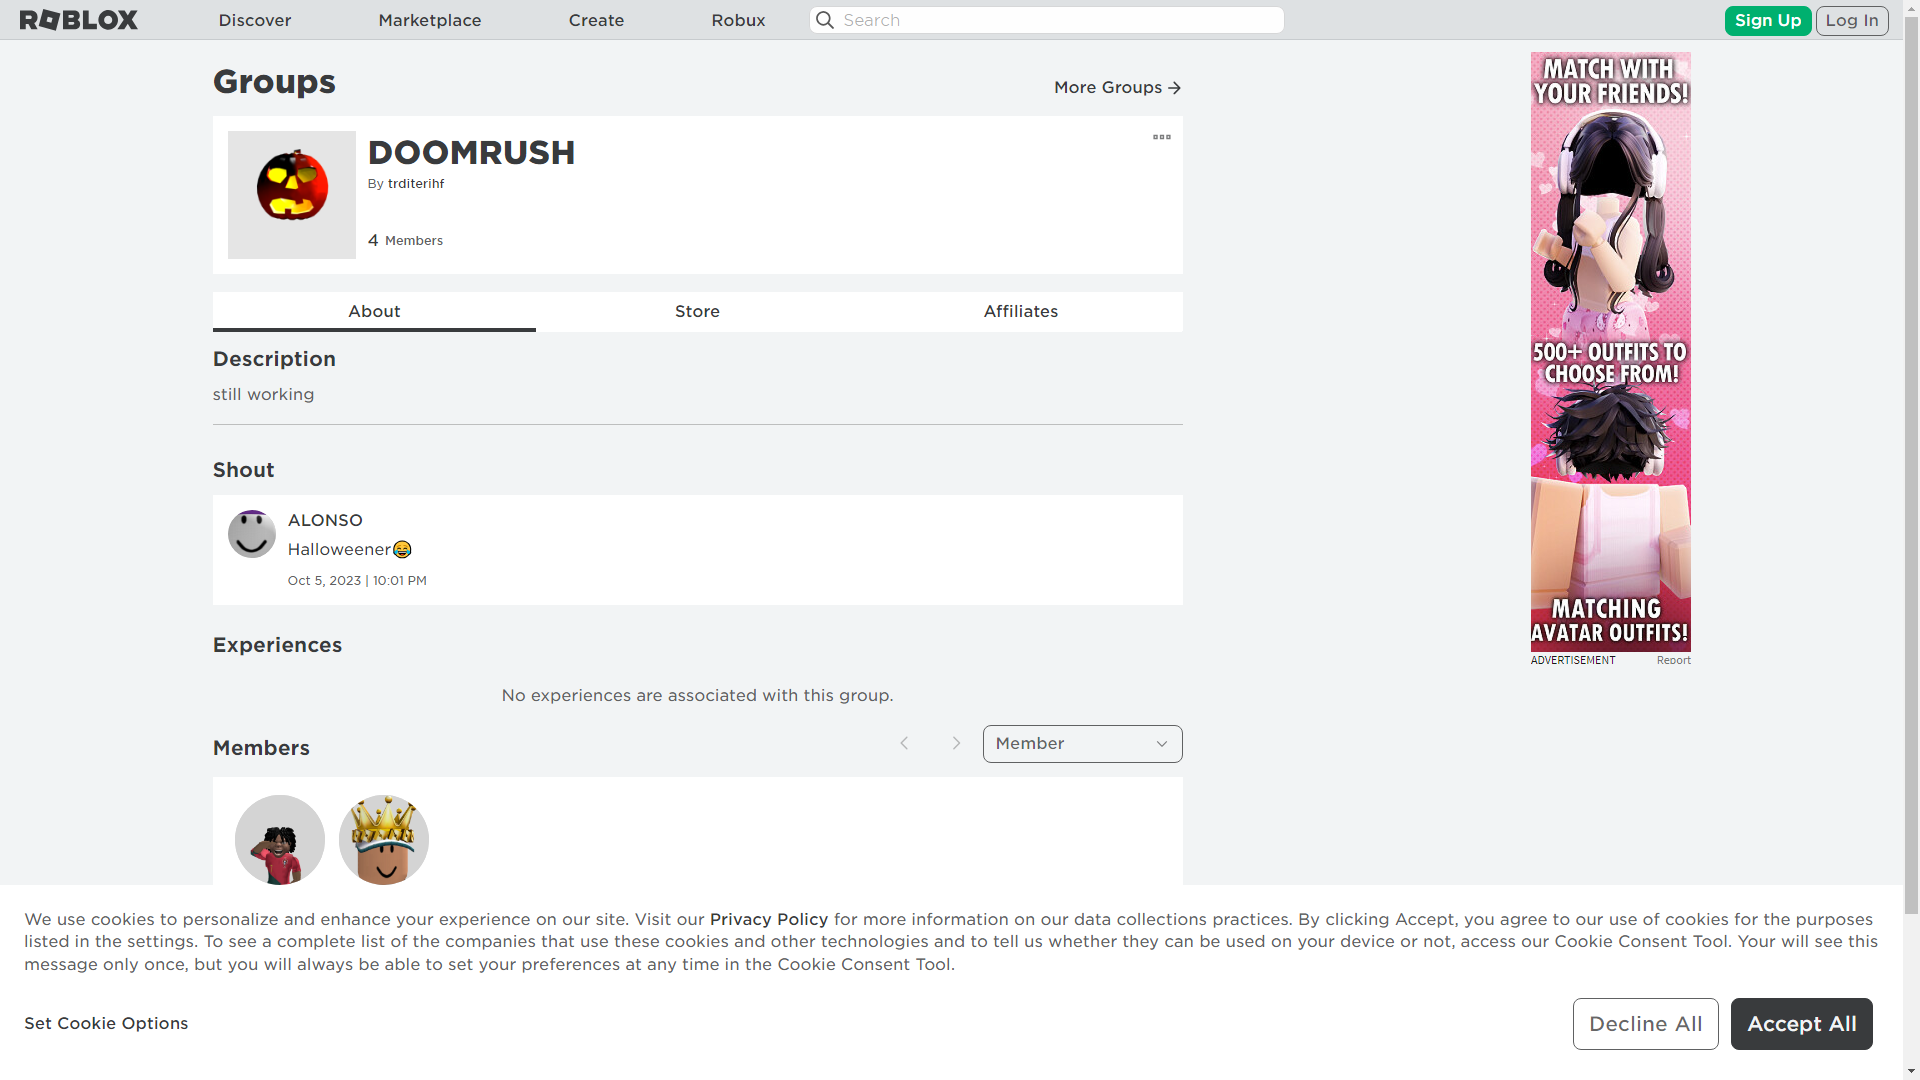 ROBLOX
Discover
Marketplace
Create
Robux
Search
Sign Up
Log In
Groups
More Groups
DOOMRUSH
By trditerihf
4 Members
About
Store
Affiliates
Description
still working
Shout
ALONSO
Halloweener😂
Oct 5, 2023 | 10:01 PM
Experiences
No experiences are associated with this group.
Members
Member
MATCH WITH
YOUR FRIENDS!
500+ OUTFITS TO
CHOOSE FROM!
MATCHING
AVATAR OUTFITS!
ADVERTISEMENT
Report
We use cookies to personalize and enhance your experience on our site. Visit our Privacy Policy for more information on our data collections practices. By clicking Accept, you agree to our use of cookies for the purposes
listed in the settings. To see a complete list of the companies that use these cookies and other technologies and to tell us whether they can be used on your device or not, access our Cookie Consent Tool. Your will see this
message only once, but you will always be able to set your preferences at any time in the Cookie Consent Tool.
Set Cookie Options
Decline All
Accept All